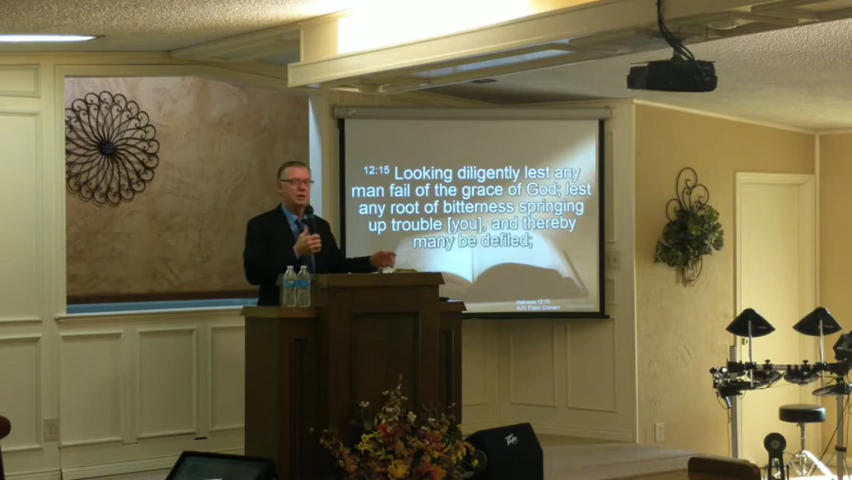 12:15 Looking diligently lest any
man fail of the grace of God; lest
any root of bitterness springing
up trouble [you], and thereby
many be defiled;
Hebrews 12:15
KJV Public Domain